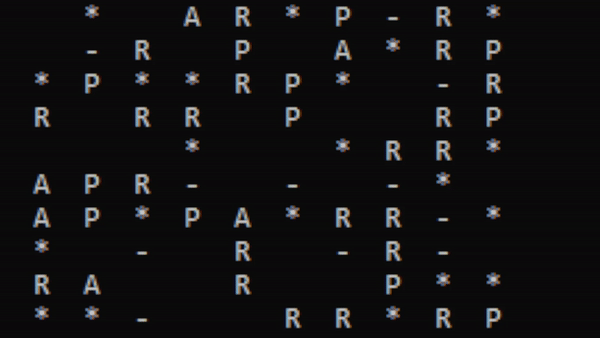 *   A R * P - R *
  - R   P   A * R P
* P * * R P *   - R
R   R R   P     R P
      *     * R R *
A P R -   -   - *
A P * P A * R R - *
*   -   R   - R -
R A     R     P * *
* * -     R R * R P